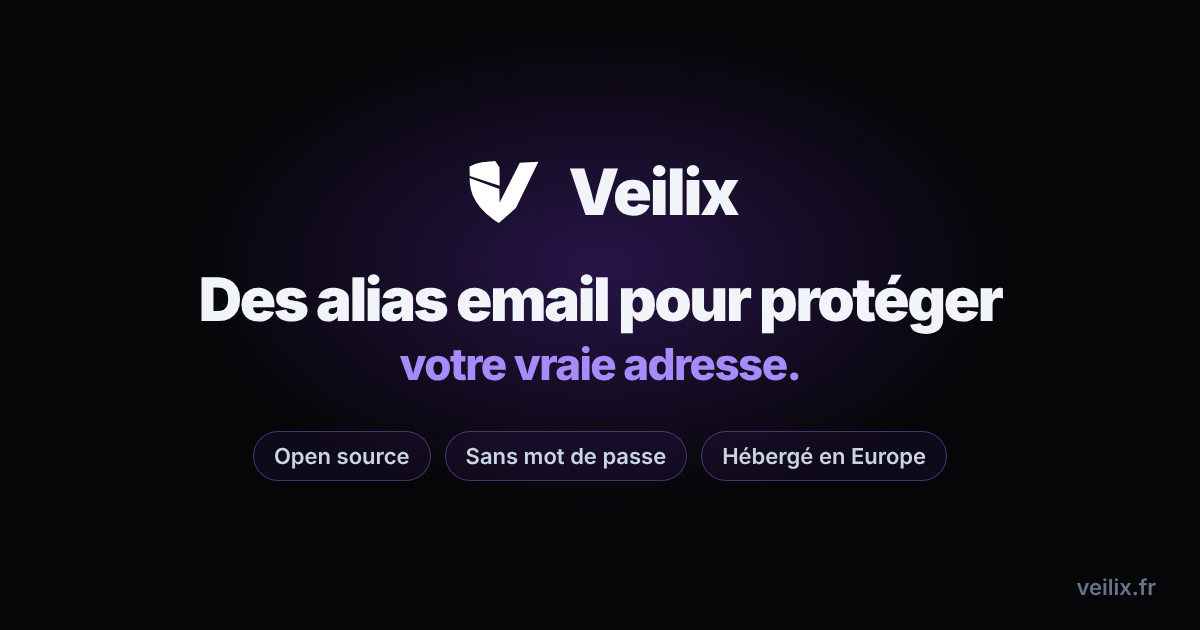 Veilix
Des alias email pour protéger
votre vraie adresse.
Open source
Sans mot de passe
Hébergé en Europe
veilix.fr